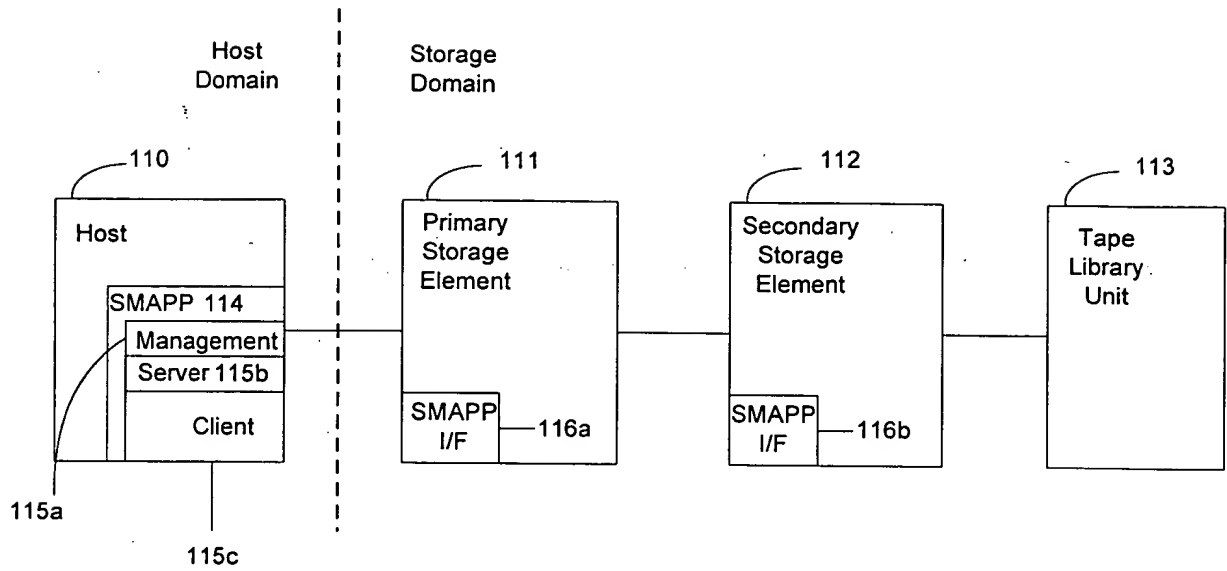 Host
Domain
Storage
Domain
110
111
112
113
Host
SMAPP 114
Management
Server 115b
Client
Primary
Storage
Element
SMAPP
I/F
116a
Secondary
Storage
Element
SMAPP
I/F
116b
Tape
Library
Unit
115a
115c